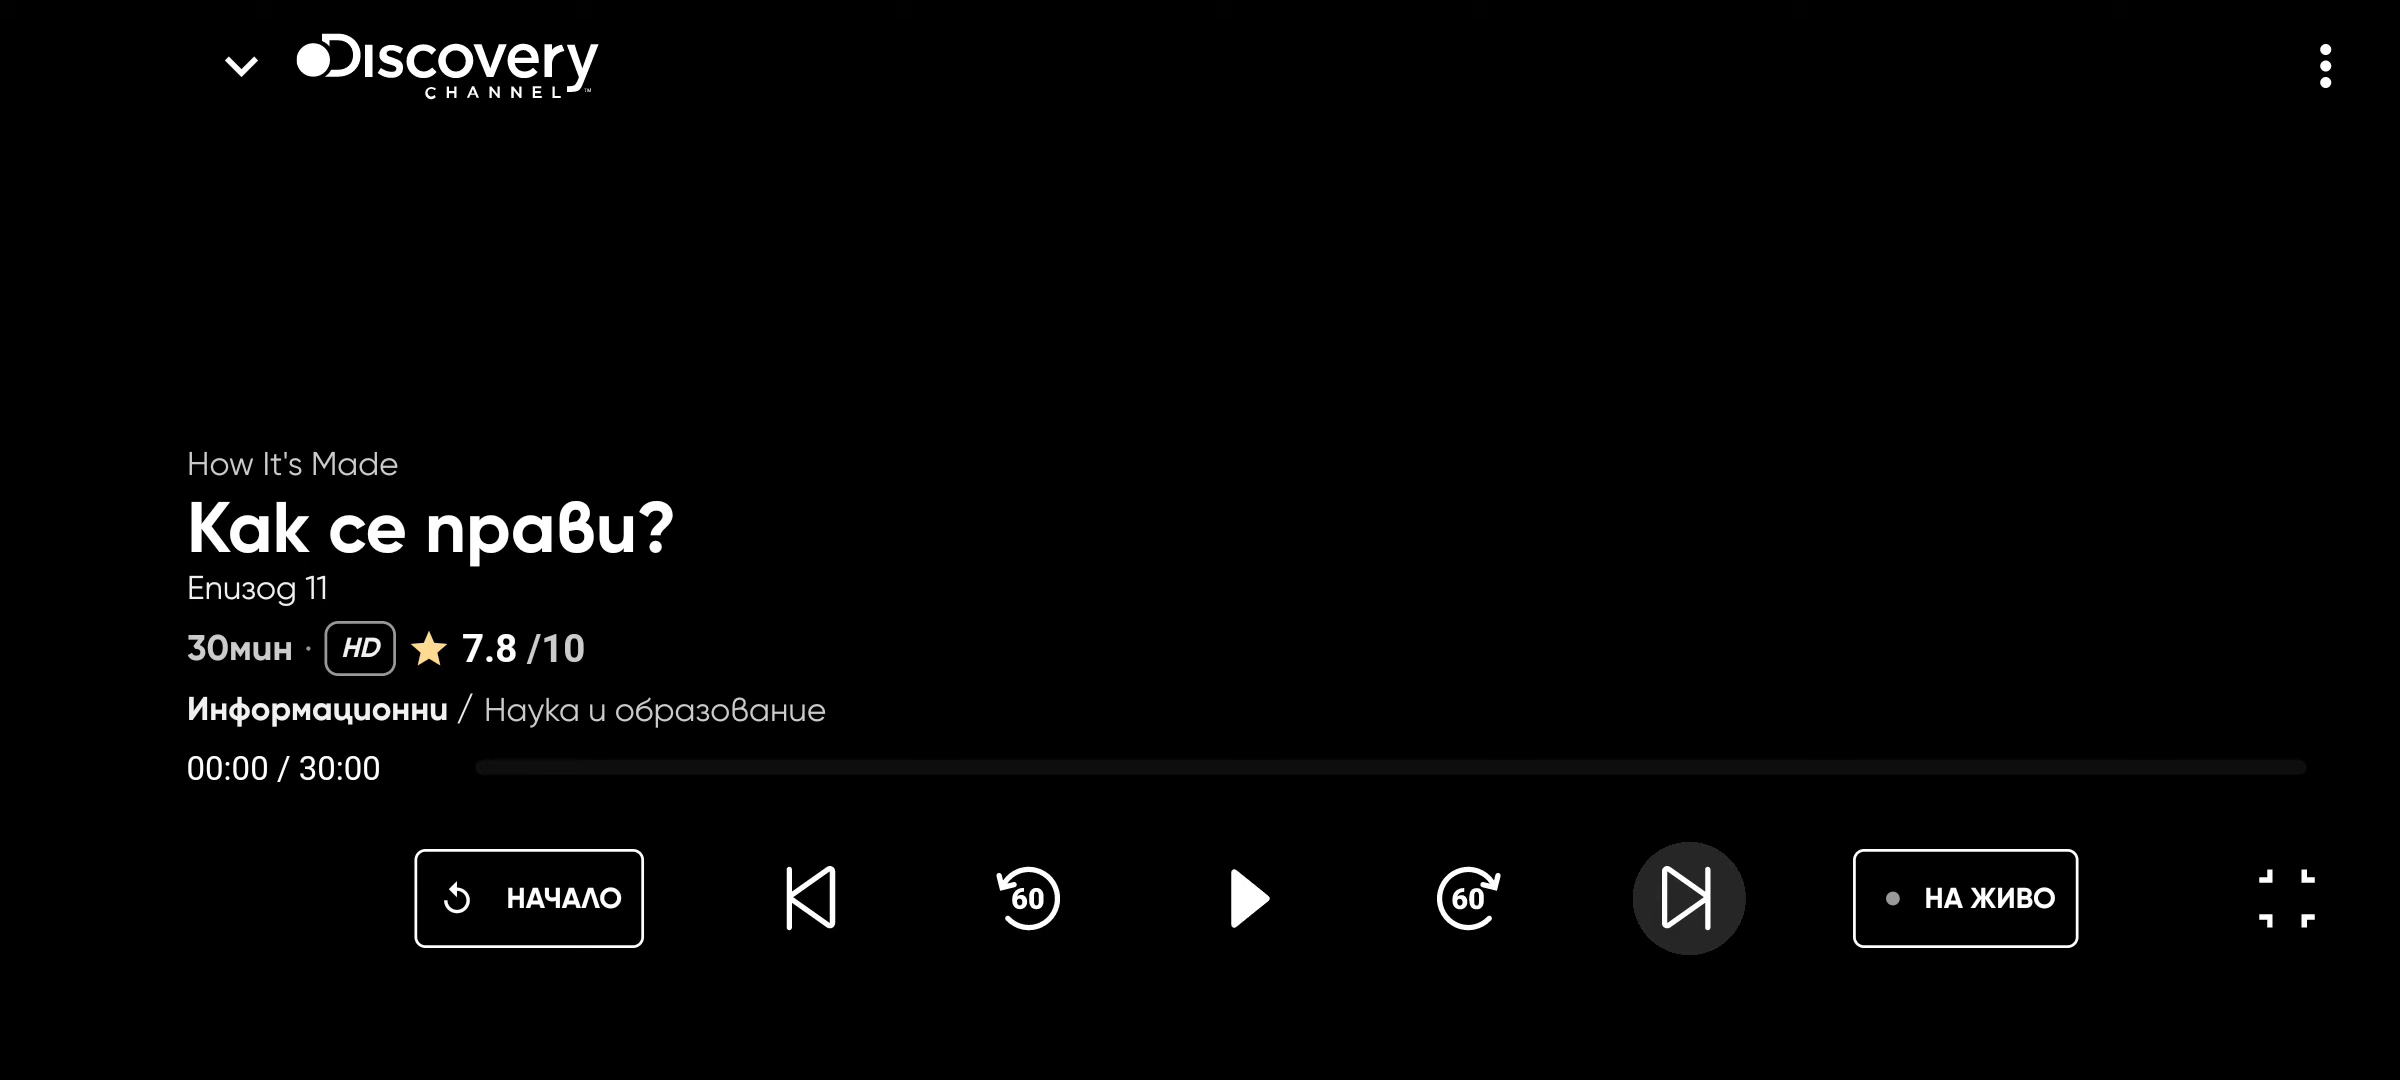 Discovery
CHANNEL™
How It's Made
Как се прави?
Епизод 11
30мин · HD 7.8 /10
Информационни / Наука и образование
00:00 / 30:00
НАЧАЛО 60 60 НА ЖИВО